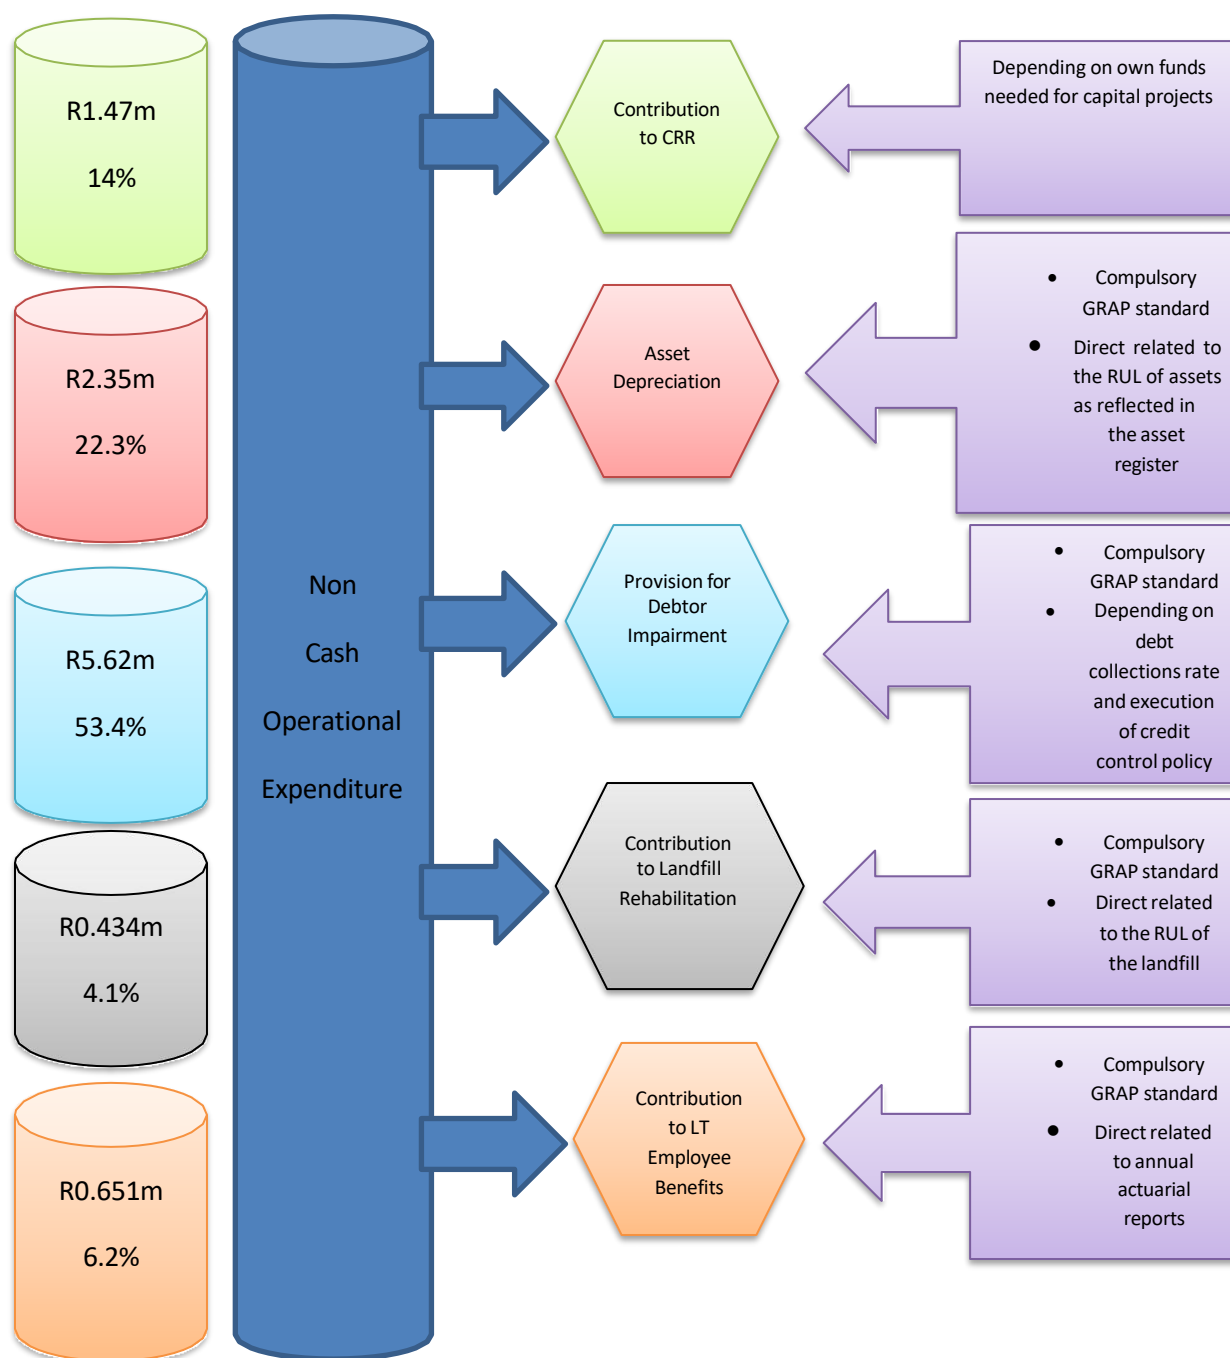 R1.47m
14%
R2.35m
22.3%
R5.62m
53.4%
R0.434m
4.1%
R0.651m
6.2%
Non
Cash
Operational
Expenditure
Contribution
to CRR
Asset
Depreciation
Provision for
Debtor
Impairment
Contribution
to Landfill
Rehabilitation
Contribution
to LT
Employee
Benefits
Depending on own funds
needed for capital projects
• Compulsory
GRAP standard
• Direct related to
the RUL of assets
as reflected in
the asset
register
• Compulsory
GRAP standard
• Depending on
debt
collections rate
and execution
of credit
control policy
• Compulsory
GRAP standard
• Direct related
to the RUL of
the landfill
• Compulsory
GRAP standard
• Direct related
to annual
actuarial
reports